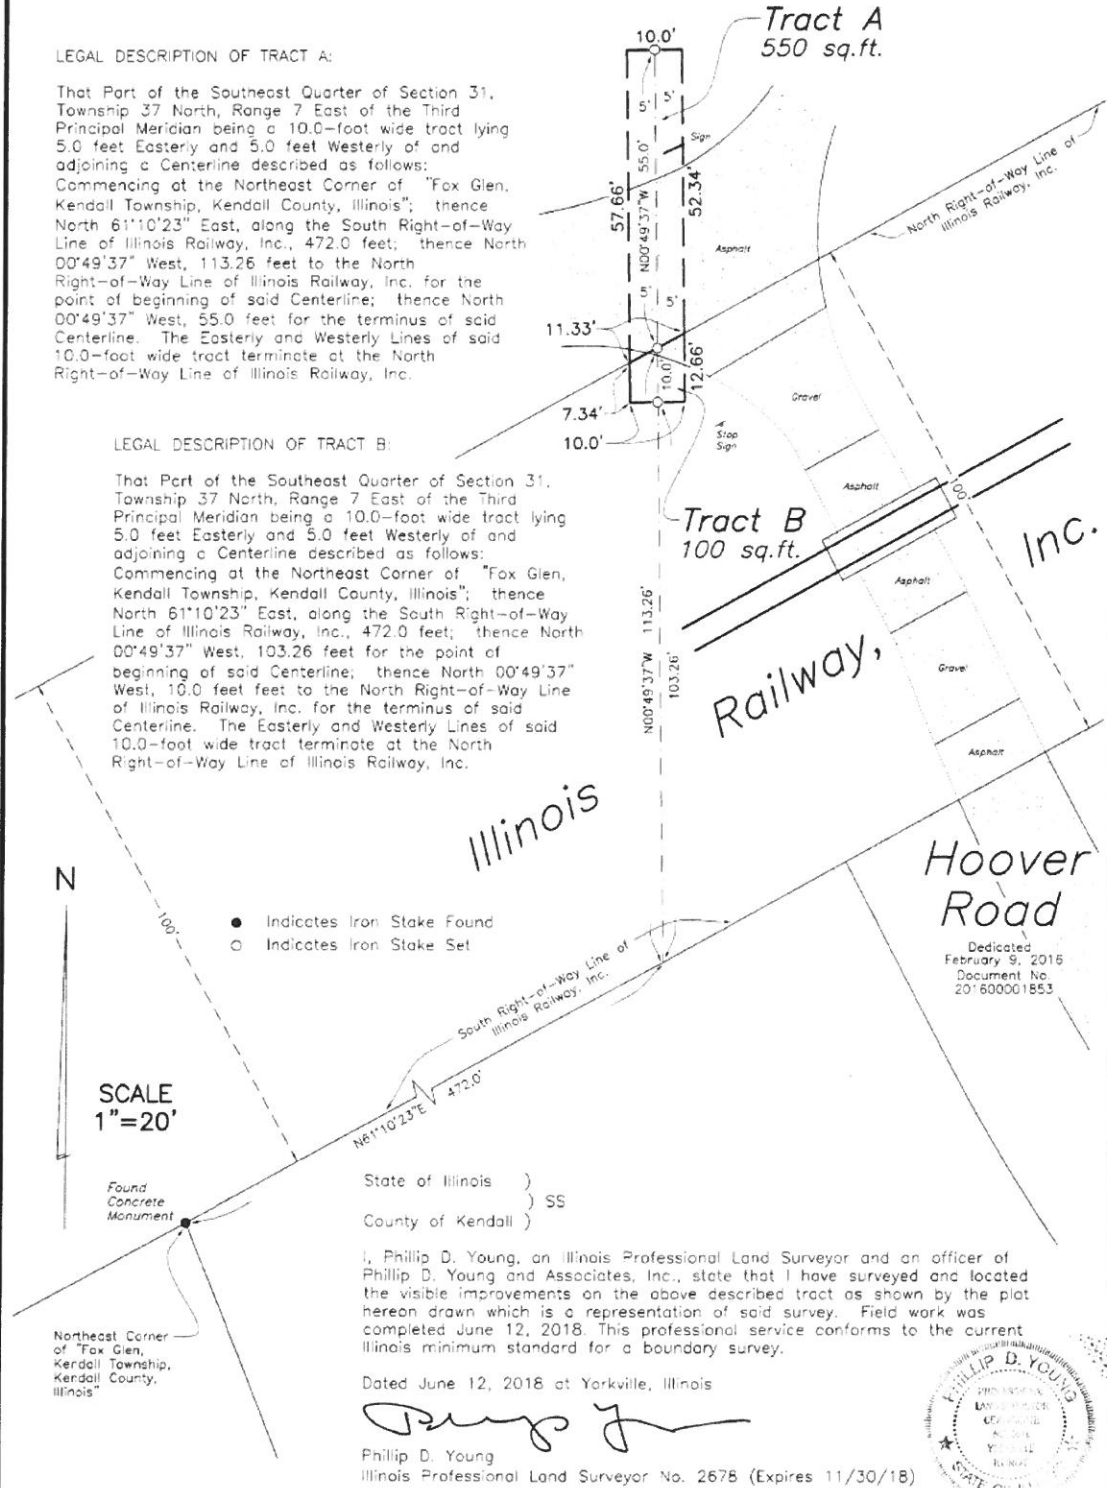 LEGAL DESCRIPTION OF TRACT A:
That Part of the Southeast Quarter of Section 31,
Township 37 North, Range 7 East of the Third
Principal Meridian being a 10.0-foot wide tract lying
5.0 feet Easterly and 5.0 feet Westerly of and
adjoining a Centerline described as follows:
Commencing at the Northeast Corner of "Fox Glen,
Kendall Township, Kendall County, Illinois"; thence
North 61°10'23" East, along the South Right-of-Way
Line of Illinois Railway, Inc., 472.0 feet; thence North
00°49'37" West, 113.26 feet to the North
Right-of-Way Line of Illinois Railway, Inc. for the
point of beginning of said Centerline; thence North
00°49'37" West, 55.0 feet for the terminus of said
Centerline. The Easterly and Westerly Lines of said
10.0-foot wide tract terminate at the North
Right-of-Way Line of Illinois Railway, Inc.
LEGAL DESCRIPTION OF TRACT B:
That Part of the Southeast Quarter of Section 31,
Township 37 North, Range 7 East of the Third
Principal Meridian being a 10.0-foot wide tract lying
5.0 feet Easterly and 5.0 feet Westerly of and
adjoining a Centerline described as follows:
Commencing at the Northeast Corner of "Fox Glen,
Kendall Township, Kendall County, Illinois"; thence
North 61°10'23" East, along the South Right-of-Way
Line of Illinois Railway, Inc., 472.0 feet; thence North
00°49'37" West, 103.26 feet for the point of
beginning of said Centerline; thence North 00°49'37"
West, 10.0 feet feet to the North Right-of-Way Line
of Illinois Railway, Inc. for the terminus of said
Centerline. The Easterly and Westerly Lines of said
10.0-foot wide tract terminate at the North
Right-of-Way Line of Illinois Railway, Inc.
Tract A
550 sq.ft.
10.0'
5'
5'
Sign
57.66'
N00°49'37"W 55.0'
52.34'
Asphalt
North Right-of-Way Line of
Illinois Railway, Inc.
5'
5'
11.33'
10.0'
12.66'
7.34'
10.0'
Stop
Sign
Gravel
Asphalt
100'
Tract B
100 sq.ft.
Asphalt
Gravel
Asphalt
N00°49'37"W 113.26'
103.26'
Illinois
Railway,
Inc.
Hoover
Road
Dedicated
February 9, 2016
Document No.
201600001853
N
100'
● Indicates Iron Stake Found
○ Indicates Iron Stake Set
South Right-of-Way Line of
Illinois Railway, Inc.
SCALE
1"=20'
N61°10'23"E 472.0'
Found
Concrete
Monument
Northeast Corner
of "Fox Glen,
Kendall Township,
Kendall County,
Illinois"
State of Illinois )
) SS
County of Kendall )
I, Phillip D. Young, an Illinois Professional Land Surveyor and an officer of
Phillip D. Young and Associates, Inc., state that I have surveyed and located
the visible improvements on the above described tract as shown by the plat
hereon drawn which is a representation of said survey. Field work was
completed June 12, 2018. This professional service conforms to the current
Illinois minimum standard for a boundary survey.
Dated June 12, 2018 at Yorkville, Illinois
Phillip D. Young
Illinois Professional Land Surveyor No. 2678 (Expires 11/30/18)
PHILLIP D. YOUNG